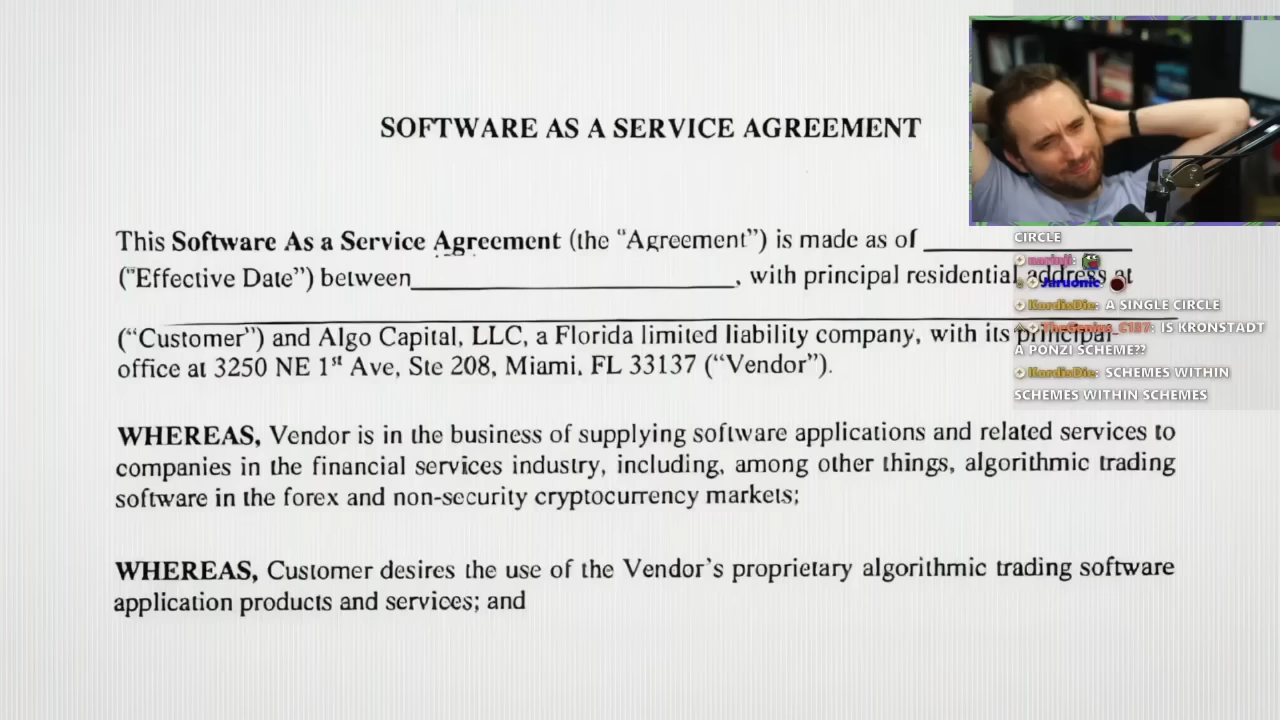 SOFTWARE AS A SERVICE AGREEMENT
This Software As a Service Agreement (the “Agreement”) is made as of
("Effective Date”) between , with principal residential address at
(“Customer”) and Algo Capital, LLC, a Florida limited liability company, with its principal
office at 3250 NE 1st Ave, Ste 208, Miami, FL 33137 (“Vendor”).
WHEREAS, Vendor is in the business of supplying software applications and related services to
companies in the financial services industry, including, among other things, algorithmic trading
software in the forex and non-security cryptocurrency markets;
WHEREAS, Customer desires the use of the Vendor’s proprietary algorithmic trading software
application products and services; and
CIRCLE
KordisDie: A SINGLE CIRCLE
TheGenius_C137: IS KRONSTADT
A PONZI SCHEME??
KordisDie: SCHEMES WITHIN
SCHEMES WITHIN SCHEMES